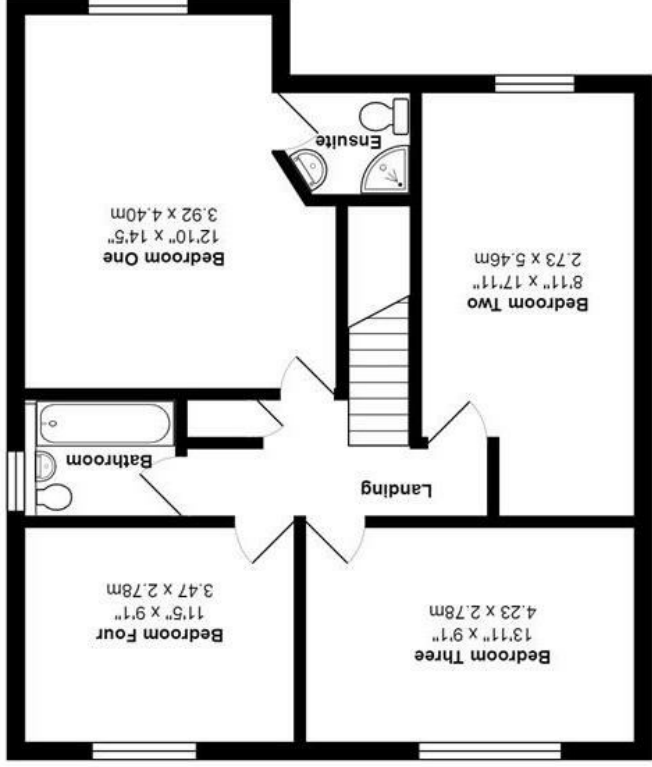 Bedroom Three
13'11" x 9'1"
4.23 x 2.78m
Bedroom Four
11'5" x 9'1"
3.47 x 2.78m
Landing
Bathroom
Bedroom Two
8'11" x 17'11"
2.73 x 5.46m
Bedroom One
12'10" x 14'5"
3.92 x 4.40m
Ensuite